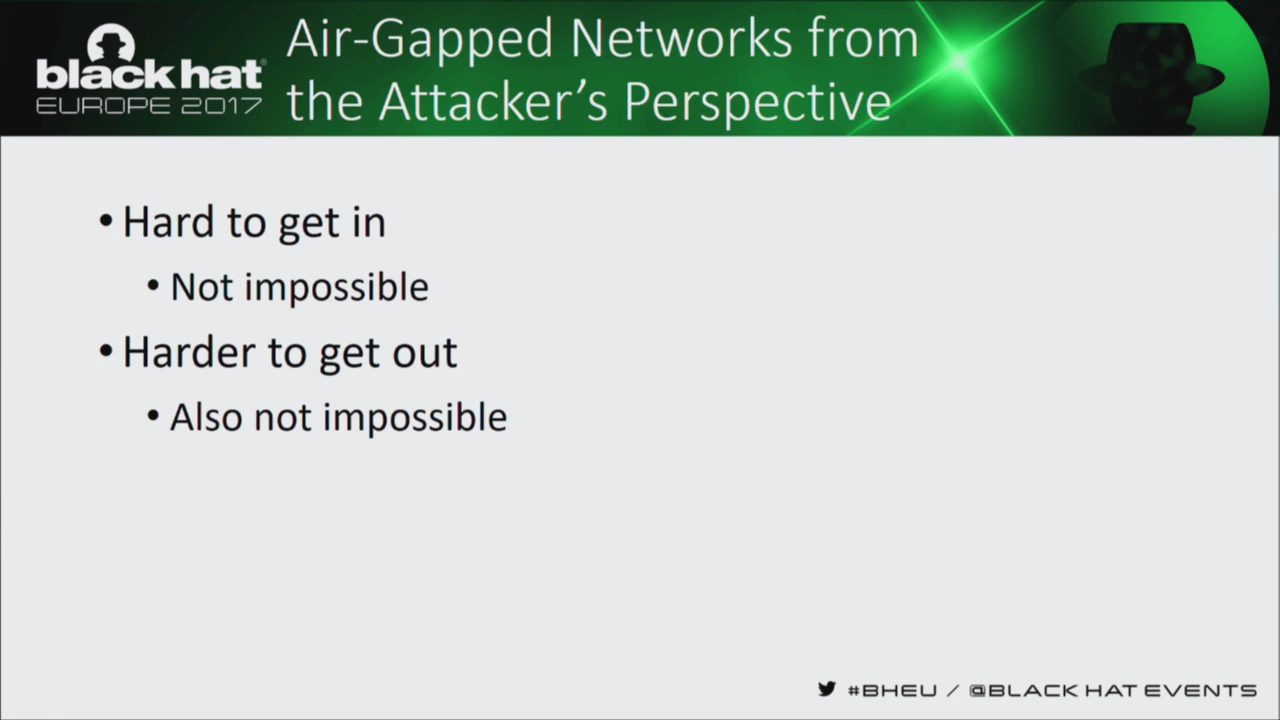 black hat®
EUROPE 2017
Air-Gapped Networks from
the Attacker’s Perspective
• Hard to get in
• Not impossible
• Harder to get out
• Also not impossible
#BHEU / @BLACK HAT EVENTS